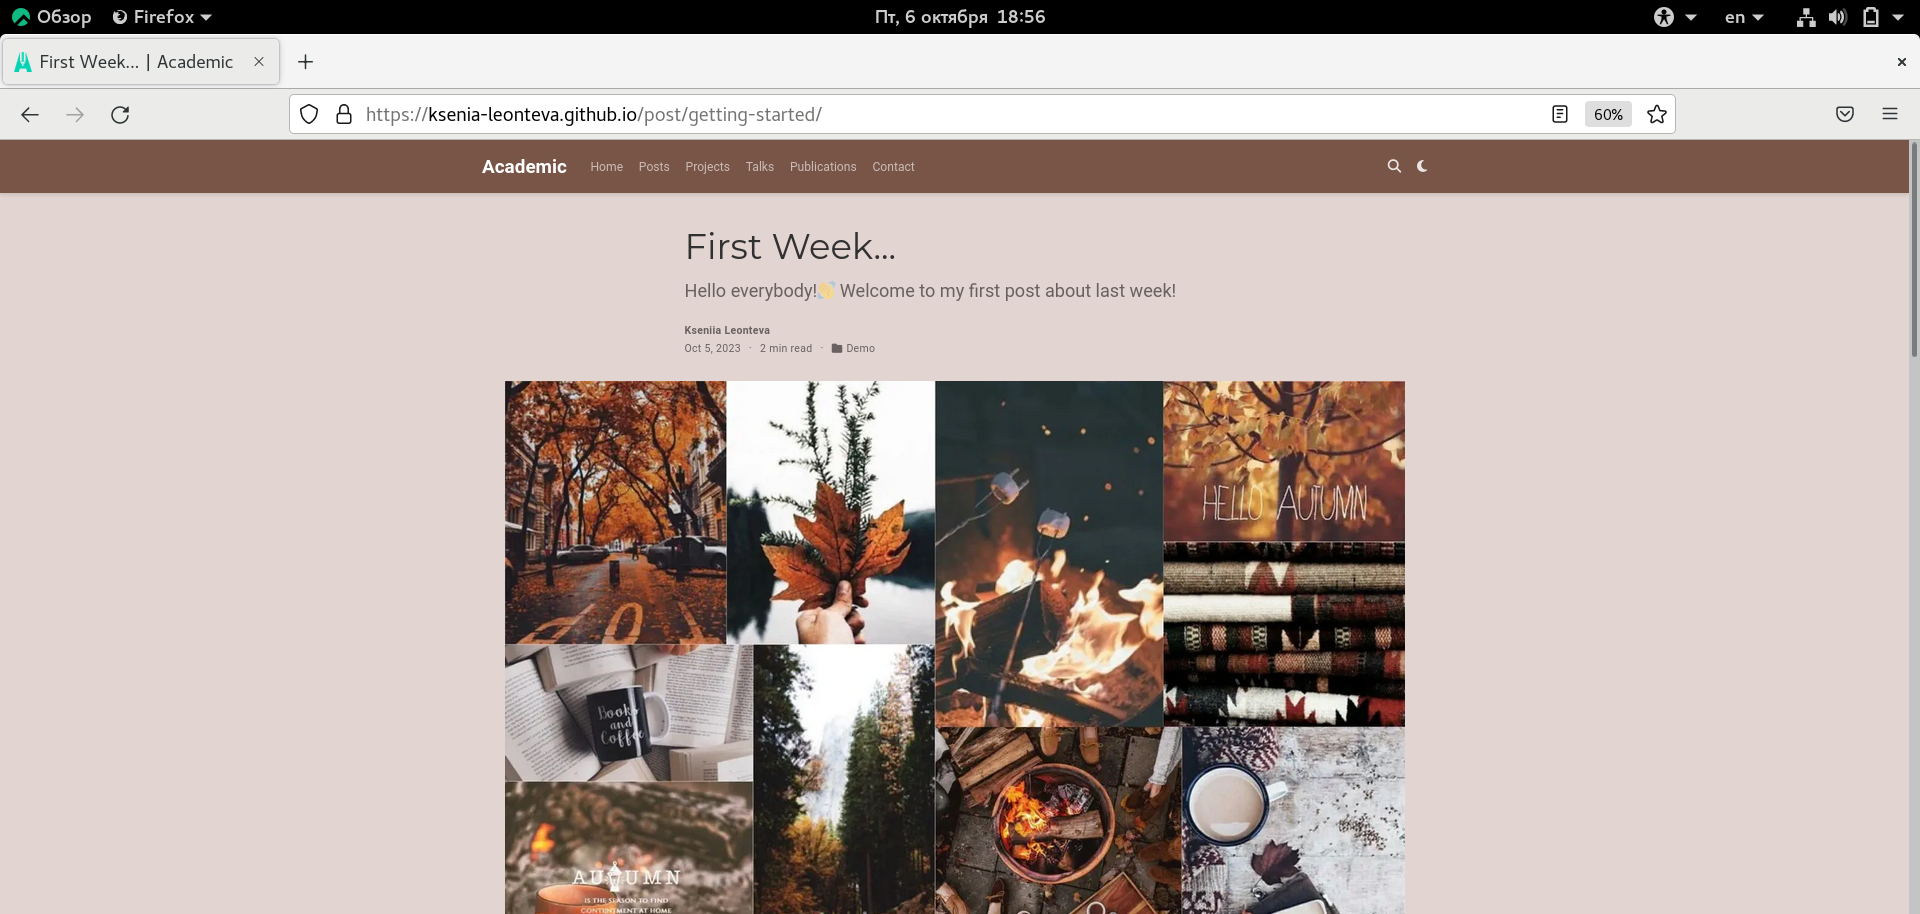 Обзор Firefox Пт, 6 октября 18:56 en
First Week... | Academic
https://ksenia-leonteva.github.io/post/getting-started/ 60%
Academic Home Posts Projects Talks Publications Contact
First Week...
Hello everybody!👋 Welcome to my first post about last week!
Kseniia Leonteva
Oct 5, 2023 · 2 min read · Demo
HELLO AUTUMN
Books
and
Coffee
AUTUMN
IS THE SEASON TO FIND
CONTENTMENT AT HOME